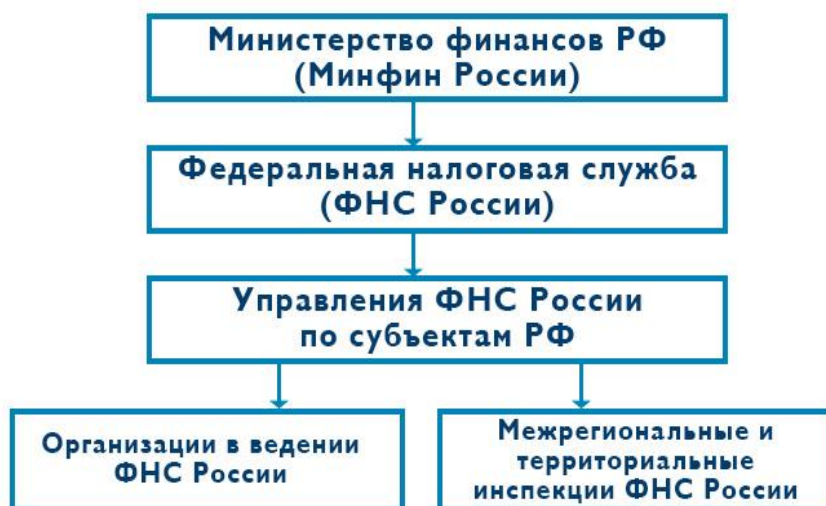 Министерство финансов РФ
(Минфин России)
Федеральная налоговая служба
(ФНС России)
Управления ФНС России
по субъектам РФ
Организации в ведении
ФНС России
Межрегиональные и
территориальные
инспекции ФНС России